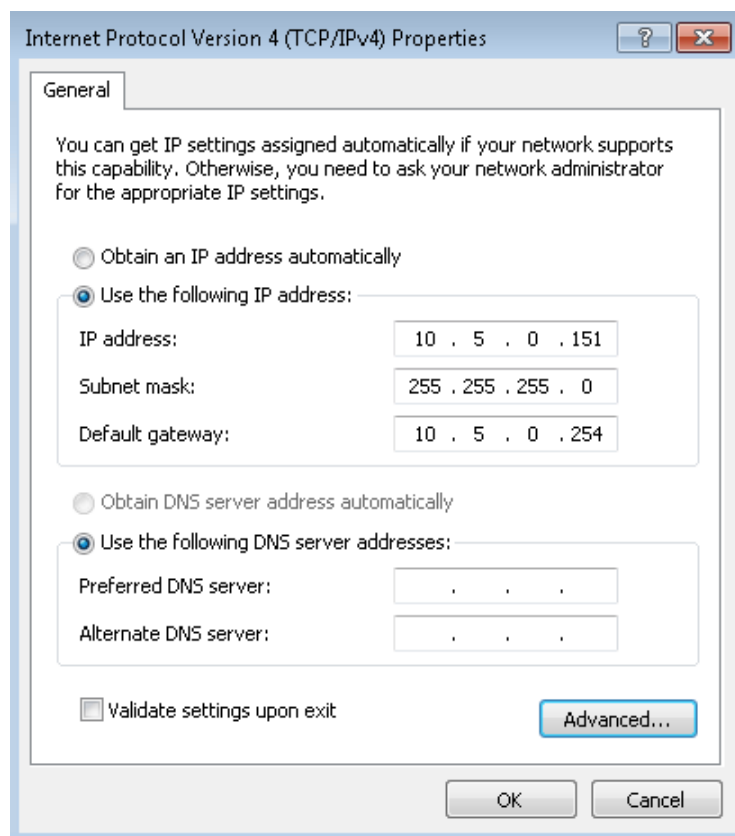 Internet Protocol Version 4 (TCP/IPv4) Properties
General
You can get IP settings assigned automatically if your network supports
this capability. Otherwise, you need to ask your network administrator
for the appropriate IP settings.
Obtain an IP address automatically
Use the following IP address:
IP address: 10 . 5 . 0 . 151
Subnet mask: 255 . 255 . 255 . 0
Default gateway: 10 . 5 . 0 . 254
Obtain DNS server address automatically
Use the following DNS server addresses:
Preferred DNS server: . . .
Alternate DNS server: . . .
Validate settings upon exit
Advanced...
OK Cancel